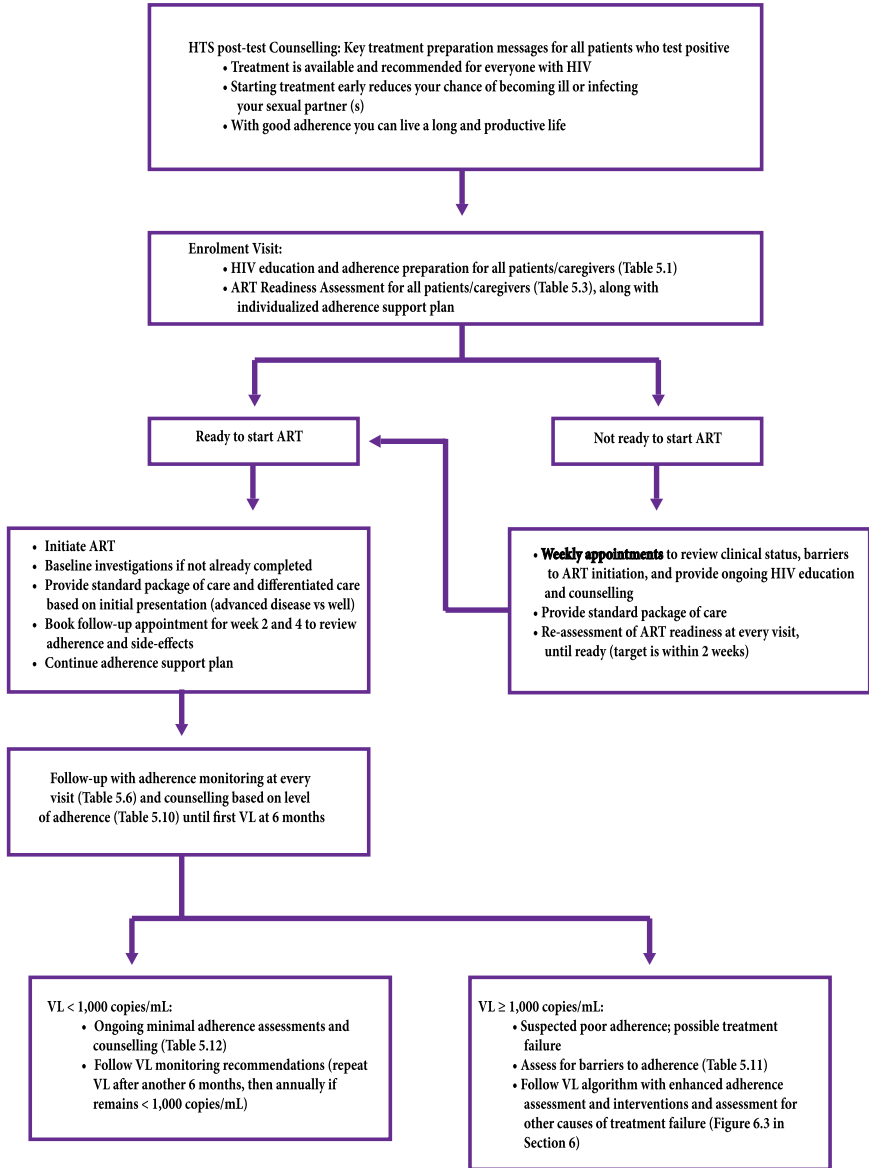 HTS post-test Counselling: Key treatment preparation messages for all patients who test positive
• Treatment is available and recommended for everyone with HIV
• Starting treatment early reduces your chance of becoming ill or infecting
your sexual partner (s)
• With good adherence you can live a long and productive life
Enrolment Visit:
• HIV education and adherence preparation for all patients/caregivers (Table 5.1)
• ART Readiness Assessment for all patients/caregivers (Table 5.3), along with
individualized adherence support plan
Ready to start ART
Not ready to start ART
• Initiate ART
• Baseline investigations if not already completed
• Provide standard package of care and differentiated care
based on initial presentation (advanced disease vs well)
• Book follow-up appointment for week 2 and 4 to review
adherence and side-effects
• Continue adherence support plan
• Weekly appointments to review clinical status, barriers
to ART initiation, and provide ongoing HIV education
and counselling
• Provide standard package of care
• Re-assessment of ART readiness at every visit,
until ready (target is within 2 weeks)
Follow-up with adherence monitoring at every
visit (Table 5.6) and counselling based on level
of adherence (Table 5.10) until first VL at 6 months
VL < 1,000 copies/mL:
• Ongoing minimal adherence assessments and
counselling (Table 5.12)
• Follow VL monitoring recommendations (repeat
VL after another 6 months, then annually if
remains < 1,000 copies/mL)
VL ≥ 1,000 copies/mL:
• Suspected poor adherence; possible treatment
failure
• Assess for barriers to adherence (Table 5.11)
• Follow VL algorithm with enhanced adherence
assessment and interventions and assessment for
other causes of treatment failure (Figure 6.3 in
Section 6)